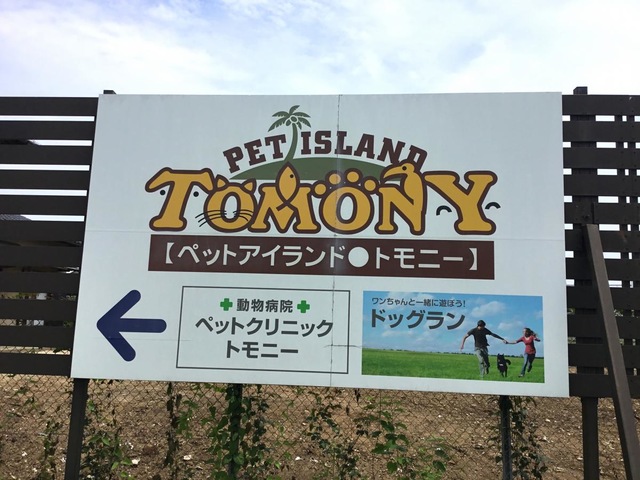 PET ISLAND
TOMONY
【ペットアイランド●トモニー】
動物病院
ペットクリニック
トモニー
ワンちゃんと一緒に遊ぼう!
ドッグラン